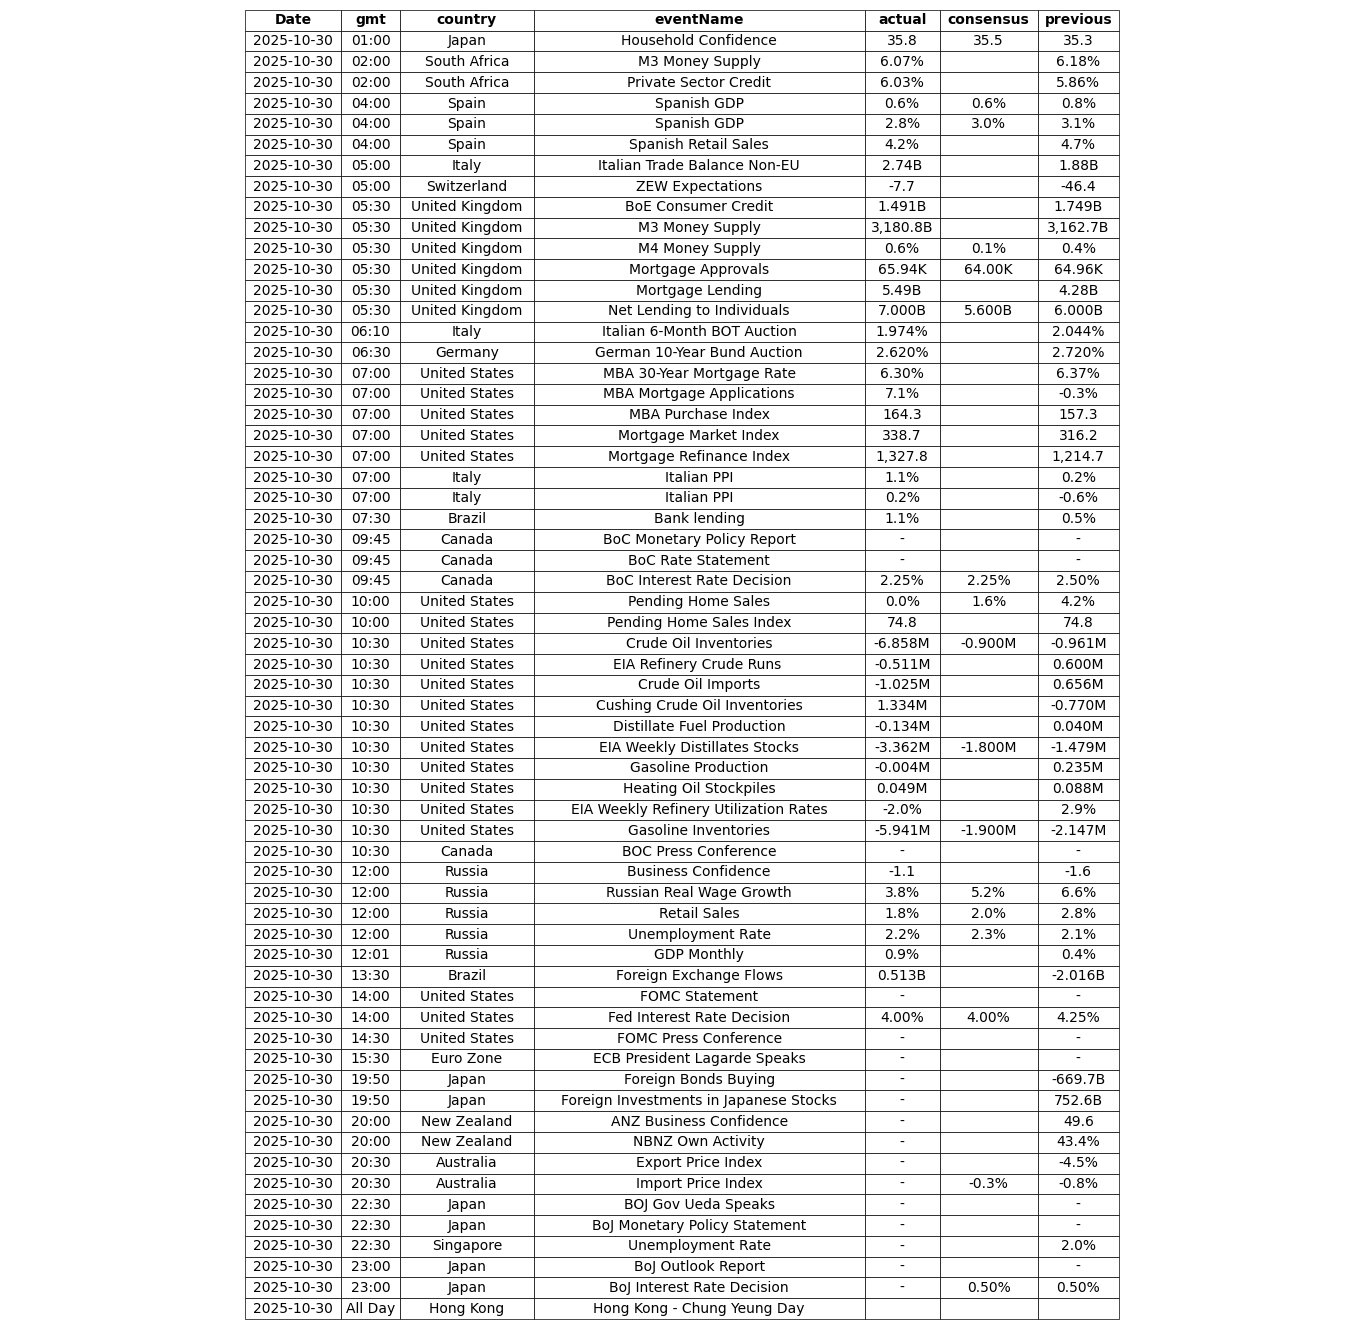 Date gmt country eventName actual consensus previous
2025-10-30 01:00 Japan Household Confidence 35.8 35.5 35.3
2025-10-30 02:00 South Africa M3 Money Supply 6.07% 6.18%
2025-10-30 02:00 South Africa Private Sector Credit 6.03% 5.86%
2025-10-30 04:00 Spain Spanish GDP 0.6% 0.6% 0.8%
2025-10-30 04:00 Spain Spanish GDP 2.8% 3.0% 3.1%
2025-10-30 04:00 Spain Spanish Retail Sales 4.2% 4.7%
2025-10-30 05:00 Italy Italian Trade Balance Non-EU 2.74B 1.88B
2025-10-30 05:00 Switzerland ZEW Expectations -7.7 -46.4
2025-10-30 05:30 United Kingdom BoE Consumer Credit 1.491B 1.749B
2025-10-30 05:30 United Kingdom M3 Money Supply 3,180.8B 3,162.7B
2025-10-30 05:30 United Kingdom M4 Money Supply 0.6% 0.1% 0.4%
2025-10-30 05:30 United Kingdom Mortgage Approvals 65.94K 64.00K 64.96K
2025-10-30 05:30 United Kingdom Mortgage Lending 5.49B 4.28B
2025-10-30 05:30 United Kingdom Net Lending to Individuals 7.000B 5.600B 6.000B
2025-10-30 06:10 Italy Italian 6-Month BOT Auction 1.974% 2.044%
2025-10-30 06:30 Germany German 10-Year Bund Auction 2.620% 2.720%
2025-10-30 07:00 United States MBA 30-Year Mortgage Rate 6.30% 6.37%
2025-10-30 07:00 United States MBA Mortgage Applications 7.1% -0.3%
2025-10-30 07:00 United States MBA Purchase Index 164.3 157.3
2025-10-30 07:00 United States Mortgage Market Index 338.7 316.2
2025-10-30 07:00 United States Mortgage Refinance Index 1,327.8 1,214.7
2025-10-30 07:00 Italy Italian PPI 1.1% 0.2%
2025-10-30 07:00 Italy Italian PPI 0.2% -0.6%
2025-10-30 07:30 Brazil Bank lending 1.1% 0.5%
2025-10-30 09:45 Canada BoC Monetary Policy Report - -
2025-10-30 09:45 Canada BoC Rate Statement - -
2025-10-30 09:45 Canada BoC Interest Rate Decision 2.25% 2.25% 2.50%
2025-10-30 10:00 United States Pending Home Sales 0.0% 1.6% 4.2%
2025-10-30 10:00 United States Pending Home Sales Index 74.8 74.8
2025-10-30 10:30 United States Crude Oil Inventories -6.858M -0.900M -0.961M
2025-10-30 10:30 United States EIA Refinery Crude Runs -0.511M 0.600M
2025-10-30 10:30 United States Crude Oil Imports -1.025M 0.656M
2025-10-30 10:30 United States Cushing Crude Oil Inventories 1.334M -0.770M
2025-10-30 10:30 United States Distillate Fuel Production -0.134M 0.040M
2025-10-30 10:30 United States EIA Weekly Distillates Stocks -3.362M -1.800M -1.479M
2025-10-30 10:30 United States Gasoline Production -0.004M 0.235M
2025-10-30 10:30 United States Heating Oil Stockpiles 0.049M 0.088M
2025-10-30 10:30 United States EIA Weekly Refinery Utilization Rates -2.0% 2.9%
2025-10-30 10:30 United States Gasoline Inventories -5.941M -1.900M -2.147M
2025-10-30 10:30 Canada BOC Press Conference - -
2025-10-30 12:00 Russia Business Confidence -1.1 -1.6
2025-10-30 12:00 Russia Russian Real Wage Growth 3.8% 5.2% 6.6%
2025-10-30 12:00 Russia Retail Sales 1.8% 2.0% 2.8%
2025-10-30 12:00 Russia Unemployment Rate 2.2% 2.3% 2.1%
2025-10-30 12:01 Russia GDP Monthly 0.9% 0.4%
2025-10-30 13:30 Brazil Foreign Exchange Flows 0.513B -2.016B
2025-10-30 14:00 United States FOMC Statement - -
2025-10-30 14:00 United States Fed Interest Rate Decision 4.00% 4.00% 4.25%
2025-10-30 14:30 United States FOMC Press Conference - -
2025-10-30 15:30 Euro Zone ECB President Lagarde Speaks - -
2025-10-30 19:50 Japan Foreign Bonds Buying - -669.7B
2025-10-30 19:50 Japan Foreign Investments in Japanese Stocks - 752.6B
2025-10-30 20:00 New Zealand ANZ Business Confidence - 49.6
2025-10-30 20:00 New Zealand NBNZ Own Activity - 43.4%
2025-10-30 20:30 Australia Export Price Index - -4.5%
2025-10-30 20:30 Australia Import Price Index - -0.3% -0.8%
2025-10-30 22:30 Japan BOJ Gov Ueda Speaks - -
2025-10-30 22:30 Japan BoJ Monetary Policy Statement - -
2025-10-30 22:30 Singapore Unemployment Rate - 2.0%
2025-10-30 23:00 Japan BoJ Outlook Report - -
2025-10-30 23:00 Japan BoJ Interest Rate Decision - 0.50% 0.50%
2025-10-30 All Day Hong Kong Hong Kong - Chung Yeung Day